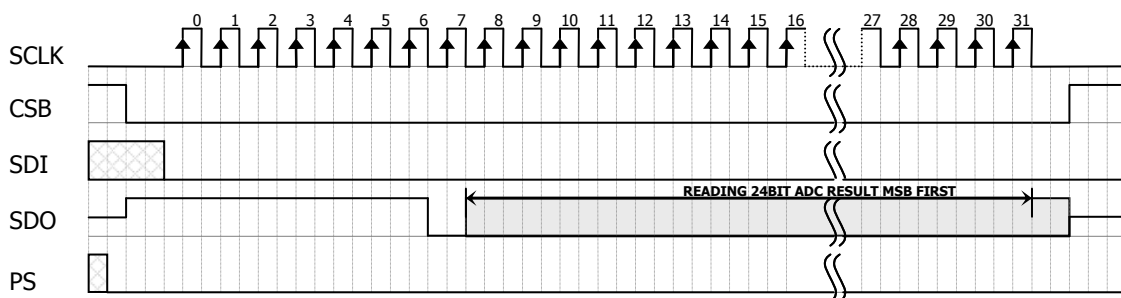 0 1 2 3 4 5 6 7 8 9 10 11 12 13 14 15 16 27 28 29 30 31
SCLK
CSB
SDI
READING 24BIT ADC RESULT MSB FIRST
SDO
PS